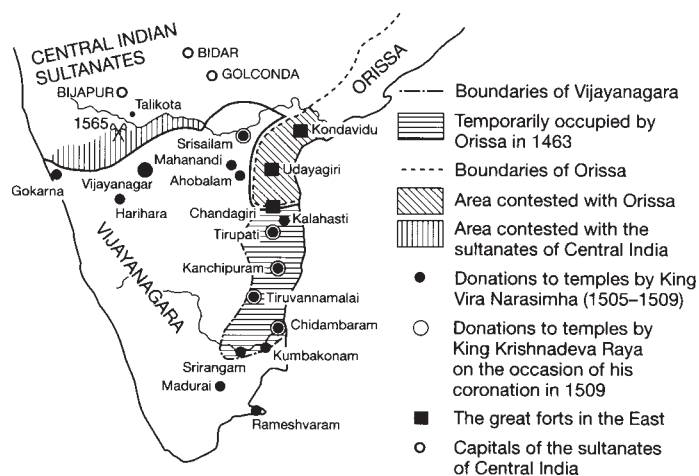 CENTRAL INDIAN
SULTANATES
BIDAR
GOLCONDA
BIJAPUR
Talikota
1565
ORISSA
Kondavidu
Srisailam
Mahanandi
Udayagiri
Gokarna
Vijayanagar
Ahobalam
Harihara
Chandagiri
Kalahasti
Tirupati
VIJAYANAGARA
Kanchipuram
Tiruvannamalai
Chidambaram
Srirangam
Kumbakonam
Madurai
Rameshvaram
Boundaries of Vijayanagara
Temporarily occupied by
Orissa in 1463
Boundaries of Orissa
Area contested with Orissa
Area contested with the
sultanates of Central India
Donations to temples by King
Vira Narasimha (1505–1509)
Donations to temples by
King Krishnadeva Raya
on the occasion of his
coronation in 1509
The great forts in the East
Capitals of the sultanates
of Central India